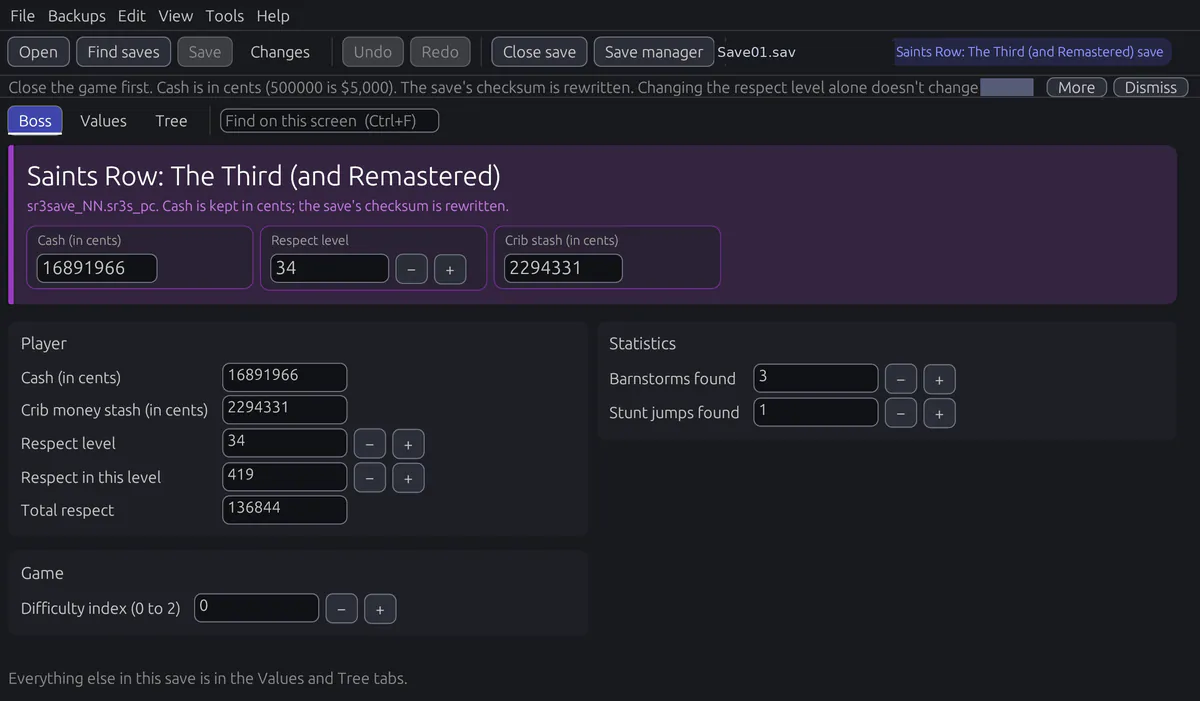 File Backups Edit View Tools Help
Open Find saves Save Changes Undo Redo Close save Save manager Save01.sav Saints Row: The Third (and Remastered) save
Close the game first. Cash is in cents (500000 is $5,000). The save's checksum is rewritten. Changing the respect level alone doesn't change More Dismiss
Boss Values Tree Find on this screen (Ctrl+F)
Saints Row: The Third (and Remastered)
sr3save_NN.sr3s_pc. Cash is kept in cents; the save's checksum is rewritten.
Cash (in cents) Respect level Crib stash (in cents)
16891966 34 − + 2294331
Player
Cash (in cents) 16891966
Crib money stash (in cents) 2294331
Respect level 34 − +
Respect in this level 419 − +
Total respect 136844
Statistics
Barnstorms found 3 − +
Stunt jumps found 1 − +
Game
Difficulty index (0 to 2) 0 − +
Everything else in this save is in the Values and Tree tabs.